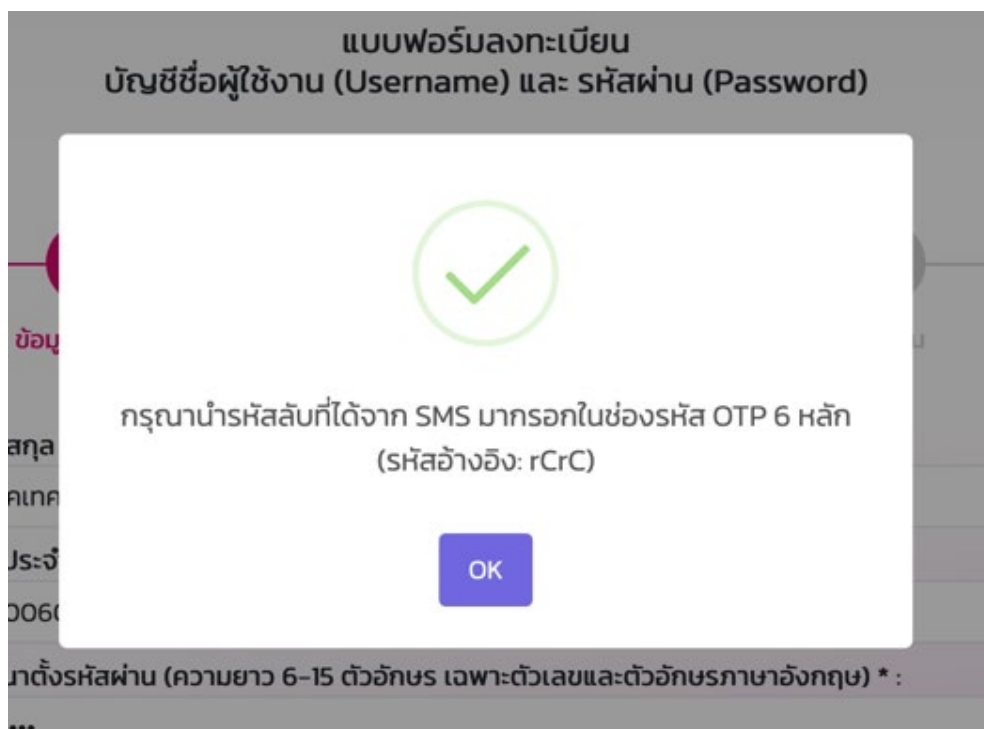 แบบฟอร์มลงทะเบียน
บัญชีชื่อผู้ใช้งาน (Username) และ รหัสผ่าน (Password)
กรุณานำรหัสลับที่ได้จาก SMS มากรอกในช่องรหัส OTP 6 หลัก
(รหัสอ้างอิง: rCrC)
สกุล
OK
ตั้งรหัสผ่าน (ความยาว 6-15 ตัวอักษร เฉพาะตัวเลขและตัวอักษรภาษาอังกฤษ) * :